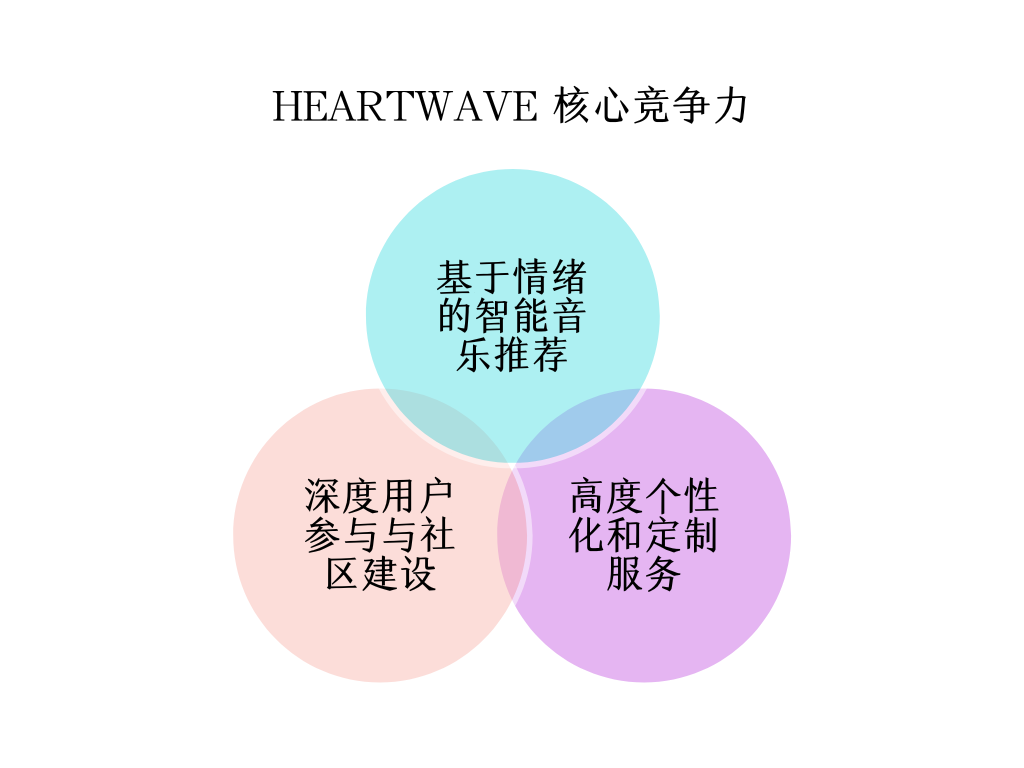 HEARTWAVE 核心竞争力
基于情绪
的智能音
乐推荐
深度用户
参与与社
区建设
高度个性
化和定制
服务